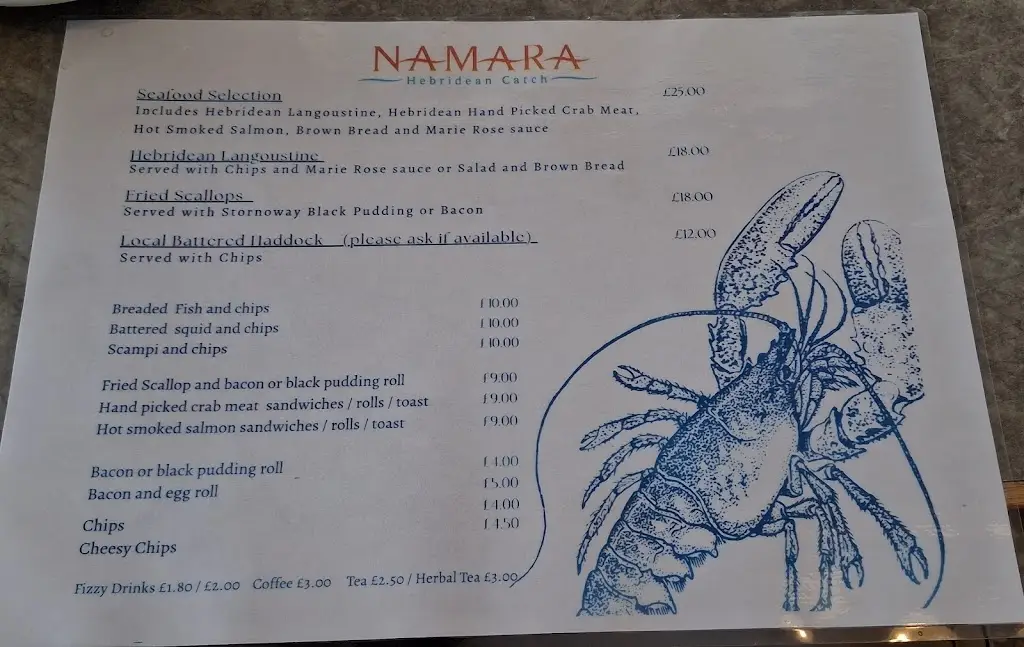 NAMARA
Hebridean Catch
Seafood Selection £25.00
Includes Hebridean Langoustine, Hebridean Hand Picked Crab Meat,
Hot Smoked Salmon, Brown Bread and Marie Rose sauce
Hebridean Langoustine £18.00
Served with Chips and Marie Rose sauce or Salad and Brown Bread
Fried Scallops £18.00
Served with Stornoway Black Pudding or Bacon
Local Battered Haddock (please ask if available) £12.00
Served with Chips
Breaded Fish and chips £10.00
Battered squid and chips £10.00
Scampi and chips £10.00
Fried Scallop and bacon or black pudding roll £9.00
Hand picked crab meat sandwiches / rolls / toast £9.00
Hot smoked salmon sandwiches / rolls / toast £9.00
Bacon or black pudding roll £4.00
Bacon and egg roll £5.00
Chips £4.00
Cheesy Chips £4.50
Fizzy Drinks £1.80 / £2.00 Coffee £3.00 Tea £2.50 / Herbal Tea £3.00